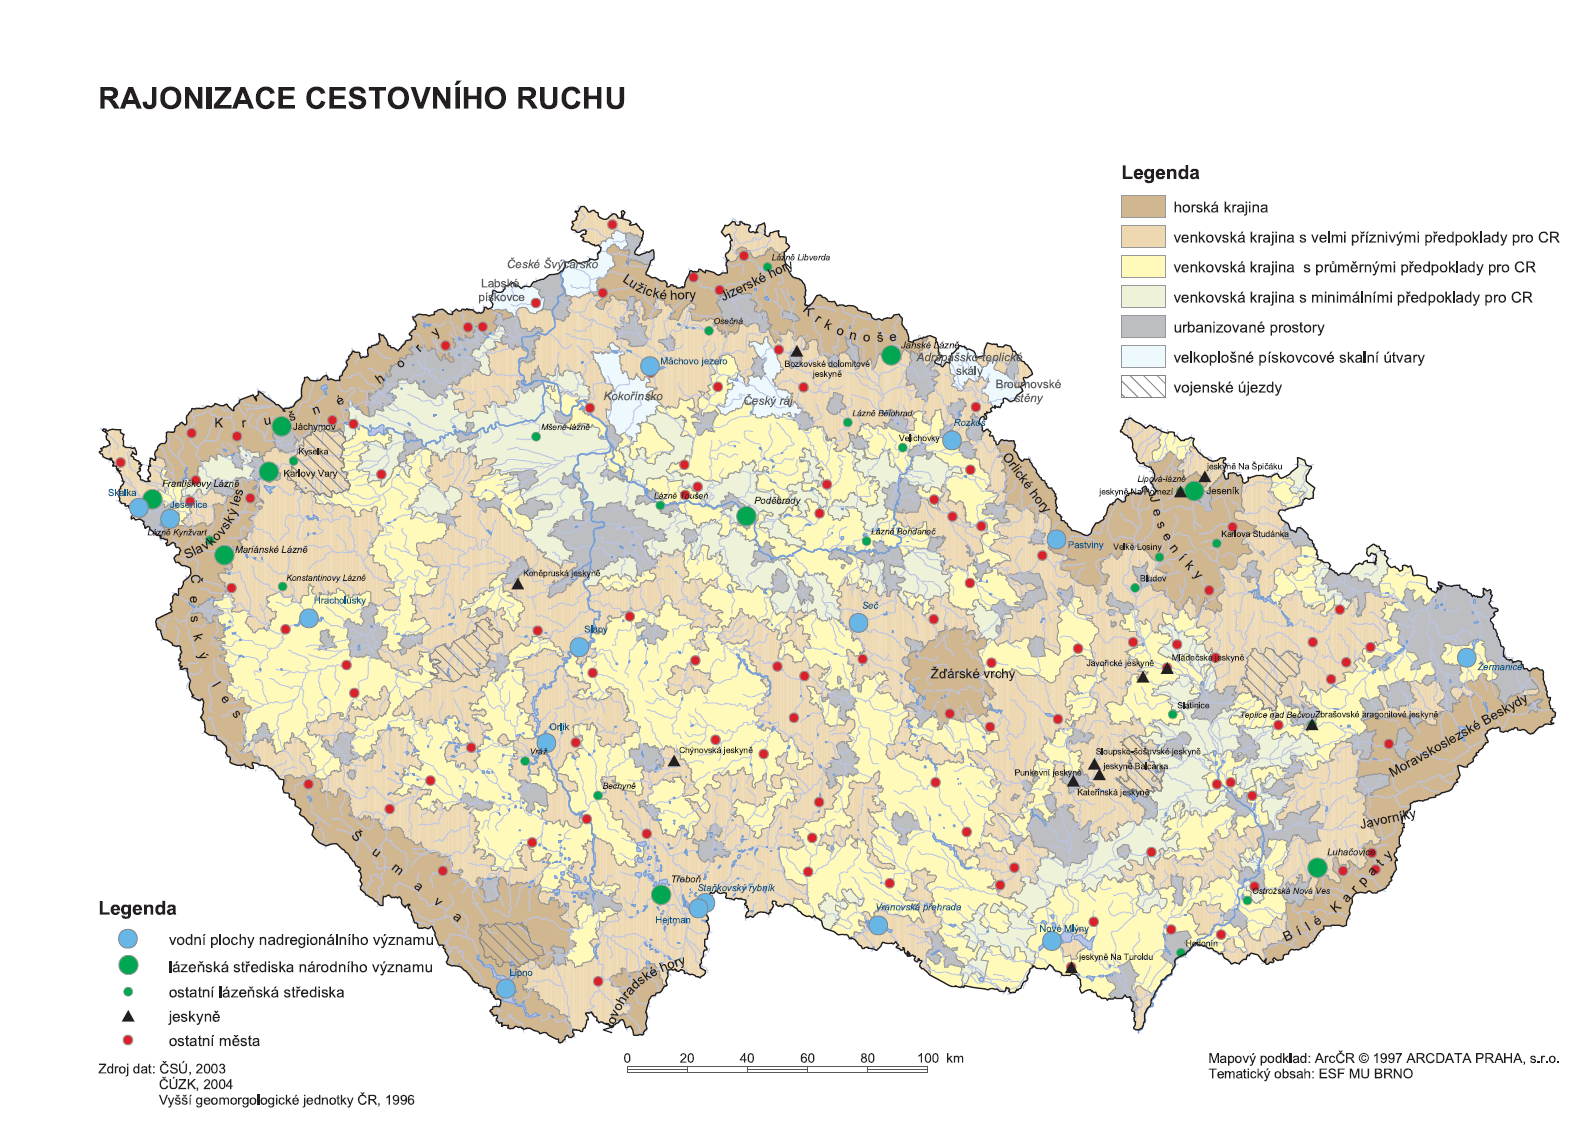 RAJONIZACE CESTOVNÍHO RUCHU
Legenda
horská krajina
venkovská krajina s velmi příznivými předpoklady pro CR
venkovská krajina s průměrnými předpoklady pro CR
venkovská krajina s minimálními předpoklady pro CR
urbanizované prostory
velkoplošné pískovcové skalní útvary
vojenské újezdy
České Švýcarsko
Labské
pískovce
Lužické hory
Jizerské hory
Lázně Libverda
Krkonoše
Osečná
Janské Lázně
Máchovo jezero
Bozkovské dolomitové
jeskyně
Adršpašsko-teplické
skály
Broumovské
stěny
Kokořínsko
Český ráj
Krušné hory
Jáchymov
Mšené-lázně
Lázně Bělohrad
Rozkoš
Velichovky
Kyselka
Karlovy Vary
Orlické hory
jeskyně Na Špičáku
Lipová-lázně
jeskyně Na Pomezí
Jeseník
Františkovy Lázně
Skalka
Jesenice
Lázně Toušeň
Poděbrady
Slavkovský les
Lázně Kynžvart
Lázně Bohdaneč
Pastviny
Jeseníky
Karlova Studánka
Velké Losiny
Mariánské Lázně
Koněpruská jeskyně
Konstantinovy Lázně
Bludov
Český les
Hracholusky
Seč
Slapy
Žďárské vrchy
Javoříčké jeskyně
Mladečská jeskyně
Žermanice
Slatinice
Teplice nad Bečvou
Zbrašovské aragonitové jeskyně
Orlík
Vráž
Chýnovská jeskyně
Sloupsko-šošůvské jeskyně
Punkevní jeskyně
jeskyně Balcarka
Kateřinská jeskyně
Moravskoslezské Beskydy
Bechyně
Javorníky
Šumava
Luhačovice
Třeboň
Staňkovský rybník
Hejtman
Ostrožská Nová Ves
Bílé Karpaty
Vranovská přehrada
Nové Mlýny
Hodonín
jeskyně Na Turoldu
Lipno
Novohradské hory
Legenda
vodní plochy nadregionálního významu
lázeňská střediska národního významu
ostatní lázeňská střediska
jeskyně
ostatní města
Zdroj dat: ČSÚ, 2003
ČÚZK, 2004
Vyšší geomorgologické jednotky ČR, 1996
0 20 40 60 80 100 km
Mapový podklad: ArcČR © 1997 ARCDATA PRAHA, s.r.o.
Tematický obsah: ESF MU BRNO